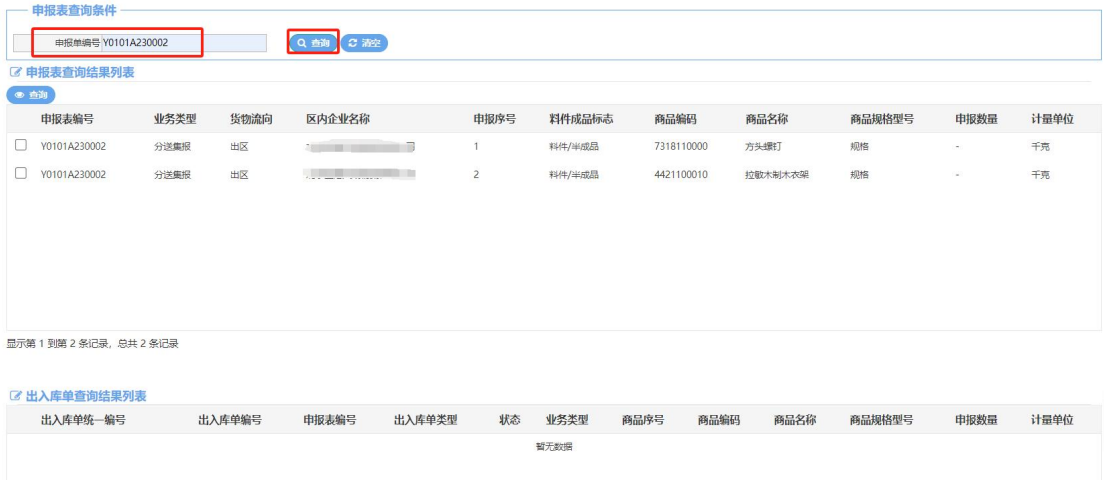 申报表查询条件
申报单编号 Y0101A230002 查询 清空
申报表查询结果列表
查询
申报表编号 业务类型 货物流向 区内企业名称 申报序号 料件成品标志 商品编码 商品名称 商品规格型号 申报数量 计量单位
Y0101A230002 分送集报 出区 1 料件/半成品 7318110000 方头螺钉 规格 - 千克
Y0101A230002 分送集报 出区 2 料件/半成品 4421100010 拉敏木制木衣架 规格 - 千克
显示第 1 到第 2 条记录，总共 2 条记录
出入库单查询结果列表
出入库单统一编号 出入库单编号 申报表编号 出入库单类型 状态 业务类型 商品序号 商品编码 商品名称 商品规格型号 申报数量 计量单位
暂无数据